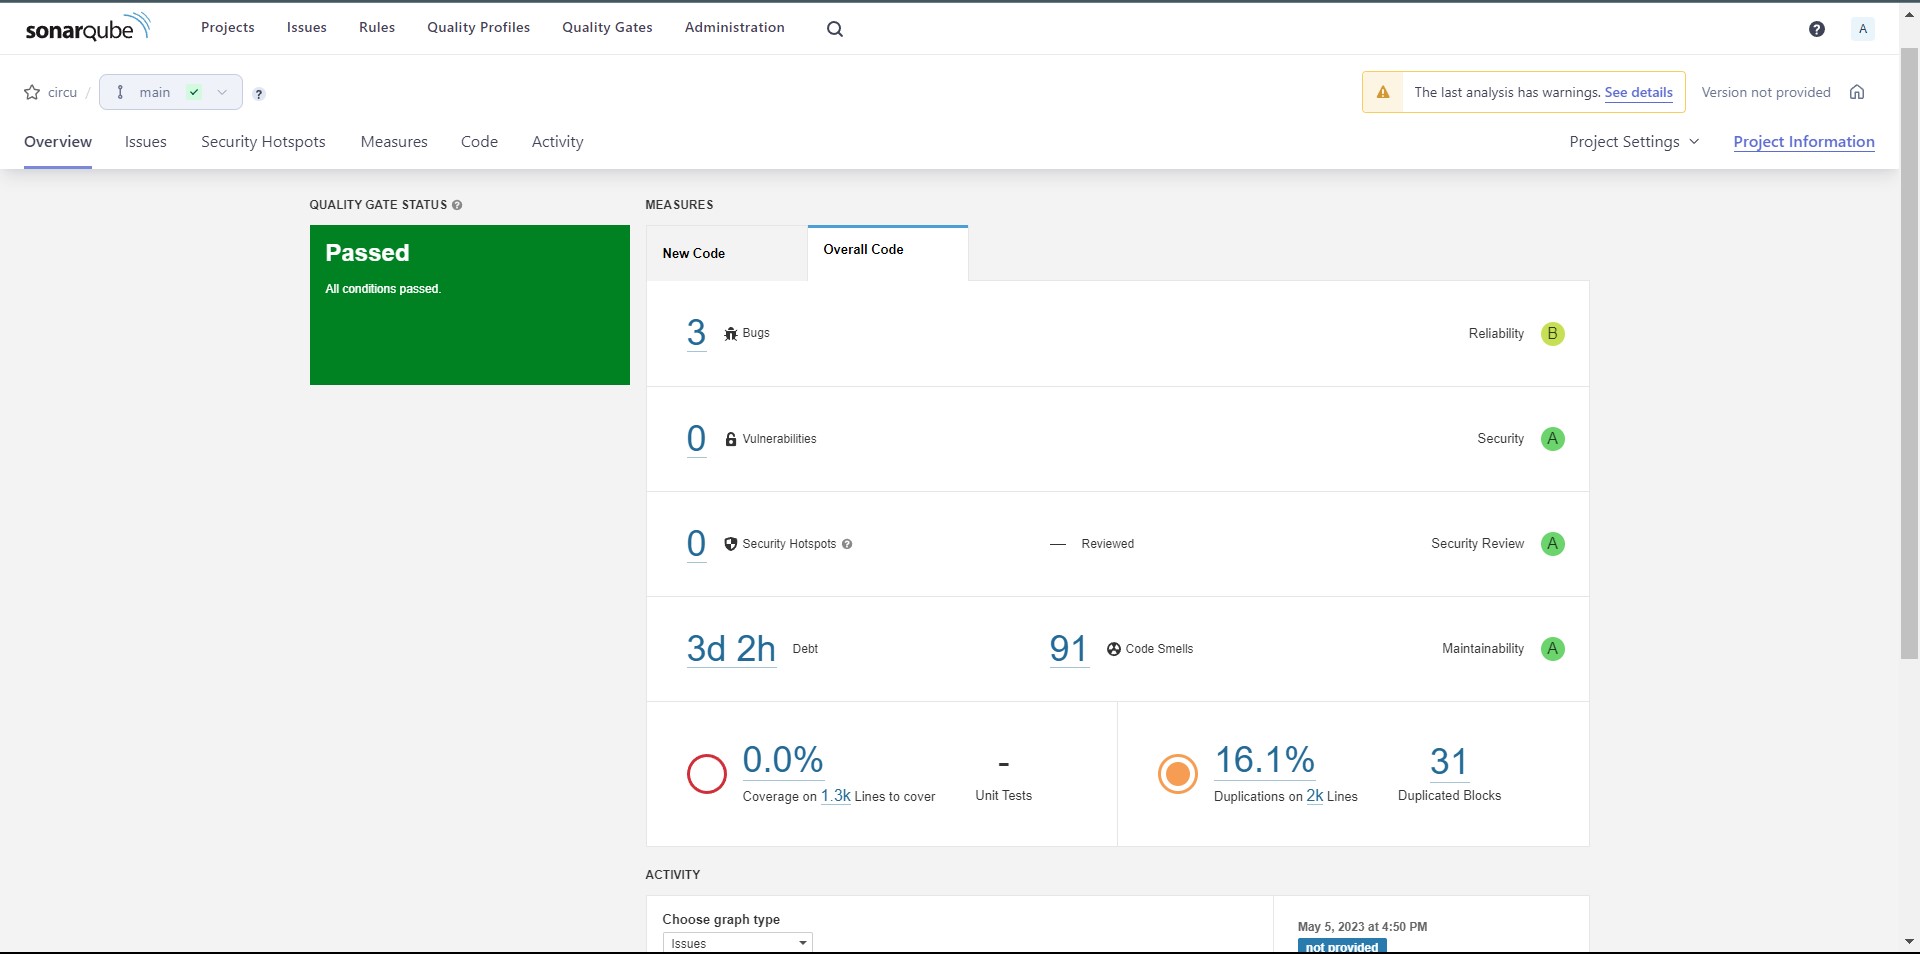 sonarqube Projects Issues Rules Quality Profiles Quality Gates Administration ? A
circu / main ? The last analysis has warnings. See details Version not provided
Overview Issues Security Hotspots Measures Code Activity Project Settings Project Information
QUALITY GATE STATUS ?
Passed
All conditions passed.
MEASURES
New Code Overall Code
3 Bugs Reliability B
0 Vulnerabilities Security A
0 Security Hotspots ? — Reviewed Security Review A
3d 2h Debt 91 Code Smells Maintainability A
0.0% - 16.1% 31
Coverage on 1.3k Lines to cover Unit Tests Duplications on 2k Lines Duplicated Blocks
ACTIVITY
Choose graph type
Issues
May 5, 2023 at 4:50 PM
not provided